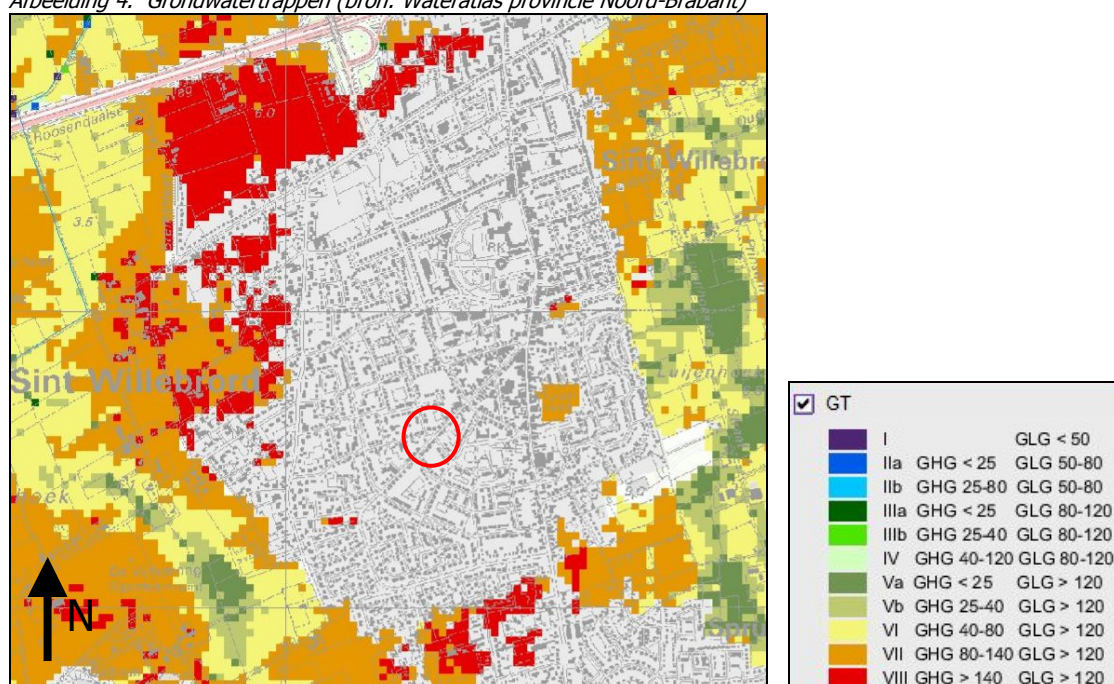 Afbeelding 4: Grondwatertrappen (bron: Wateratlas provincie Noord-Brabant)
Roosendaalse
weg
6.0
Sint Willebr
3.5
RK
Luijenhoek
Sint Willebrord
Hoek
N
GT
I GLG < 50
IIa GHG < 25 GLG 50-80
IIb GHG 25-80 GLG 50-80
IIIa GHG < 25 GLG 80-120
IIIb GHG 25-40 GLG 80-120
IV GHG 40-120 GLG 80-120
Va GHG < 25 GLG > 120
Vb GHG 25-40 GLG > 120
VI GHG 40-80 GLG > 120
VII GHG 80-140 GLG > 120
VIII GHG > 140 GLG > 120